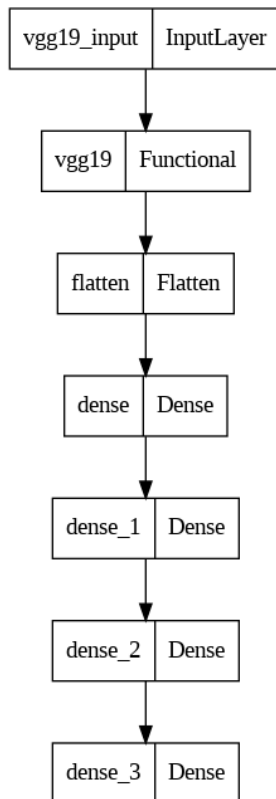 vgg19_input InputLayer
vgg19 Functional
flatten Flatten
dense Dense
dense_1 Dense
dense_2 Dense
dense_3 Dense